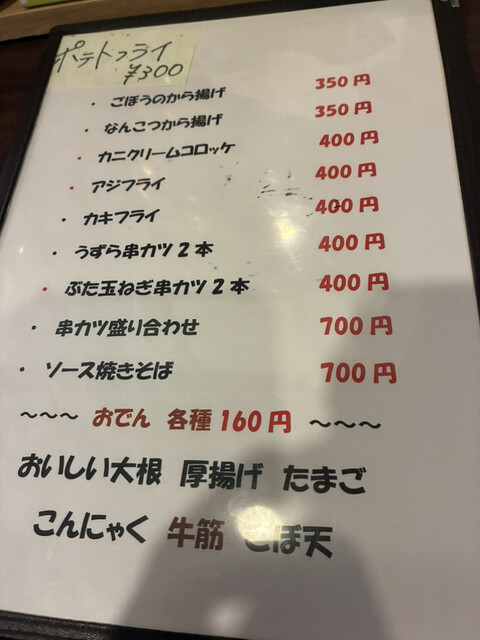 ポテトフライ
¥300
・ごぼうのから揚げ 350円
・なんこつから揚げ 350円
・カニクリームコロッケ 400円
・アジフライ 400円
・カキフライ 400円
・うずら串カツ2本 400円
・ぶた玉ねぎ串カツ2本 400円
・串カツ盛り合わせ 700円
・ソース焼きそば 700円
～～～ おでん 各種160円 ～～～
おいしい大根 厚揚げ たまご
こんにゃく 牛筋 ごぼ天